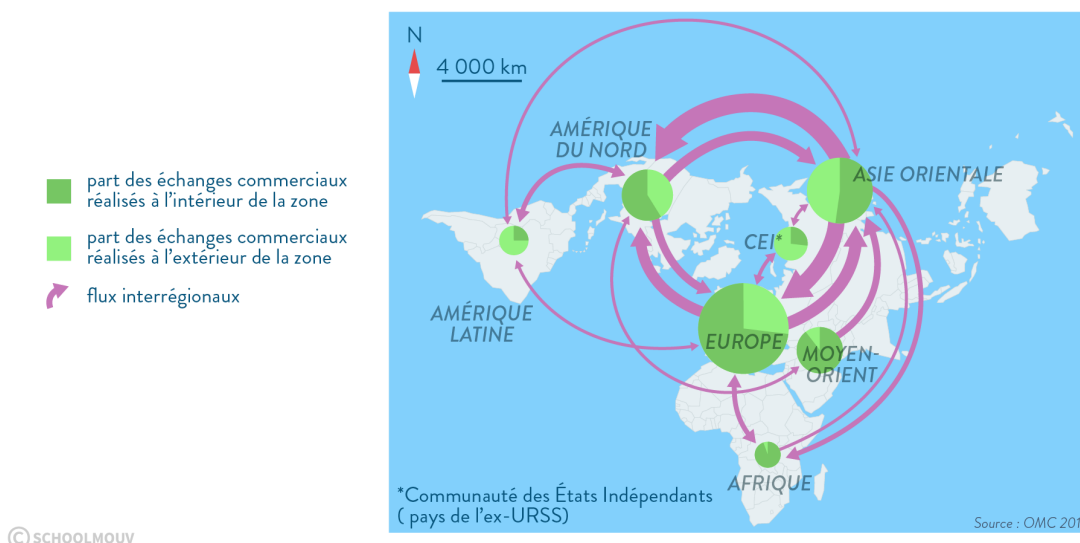 N
4 000 km
AMÉRIQUE
DU NORD
ASIE ORIENTALE
part des échanges commerciaux
réalisés à l'intérieur de la zone
part des échanges commerciaux
réalisés à l'extérieur de la zone
flux interrégionaux
CEI*
AMÉRIQUE
LATINE
EUROPE
MOYEN-
ORIENT
AFRIQUE
*Communauté des États Indépendants
( pays de l'ex-URSS)
Source : OMC 201
© SCHOOLMOUV